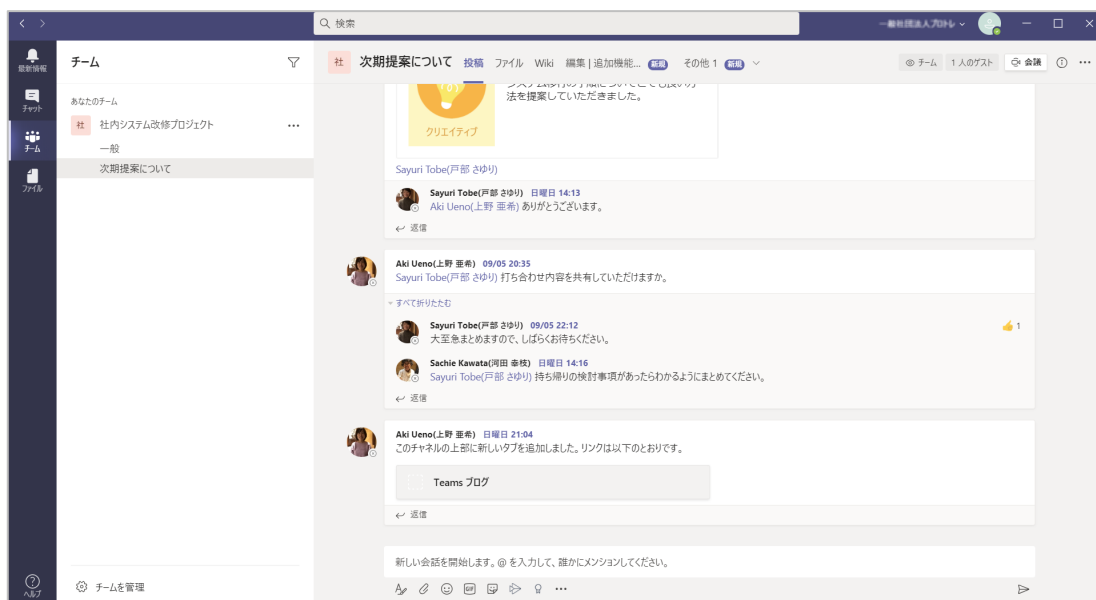 検索
最新情報
チャット
チーム
ファイル
ヘルプ
チーム
あなたのチーム
社 社内システム改修プロジェクト
一般
次期提案について
チームを管理
社 次期提案について 投稿 ファイル Wiki 編集 | 追加機能... 新規 その他 1 新規
チーム 1 人のゲスト 会議
法を提案していただきました。
クリエイティブ
Sayuri Tobe(戸部 さゆり)
Sayuri Tobe(戸部 さゆり) 日曜日 14:13
Aki Ueno(上野 亜希) ありがとうございます。
返信
Aki Ueno(上野 亜希) 09/05 20:35
Sayuri Tobe(戸部 さゆり) 打ち合わせ内容を共有していただけますか。
すべて折りたたむ
Sayuri Tobe(戸部 さゆり) 09/05 22:12
大至急まとめますので、しばらくお待ちください。
1
Sachie Kawata(河田 幸枝) 日曜日 14:16
Sayuri Tobe(戸部 さゆり) 持ち帰りの検討事項があったらわかるようにまとめてください。
返信
Aki Ueno(上野 亜希) 日曜日 21:04
このチャネルの上部に新しいタブを追加しました。リンクは以下のとおりです。
Teams ブログ
返信
新しい会話を開始します。@ を入力して、誰かにメンションしてください。
GIF